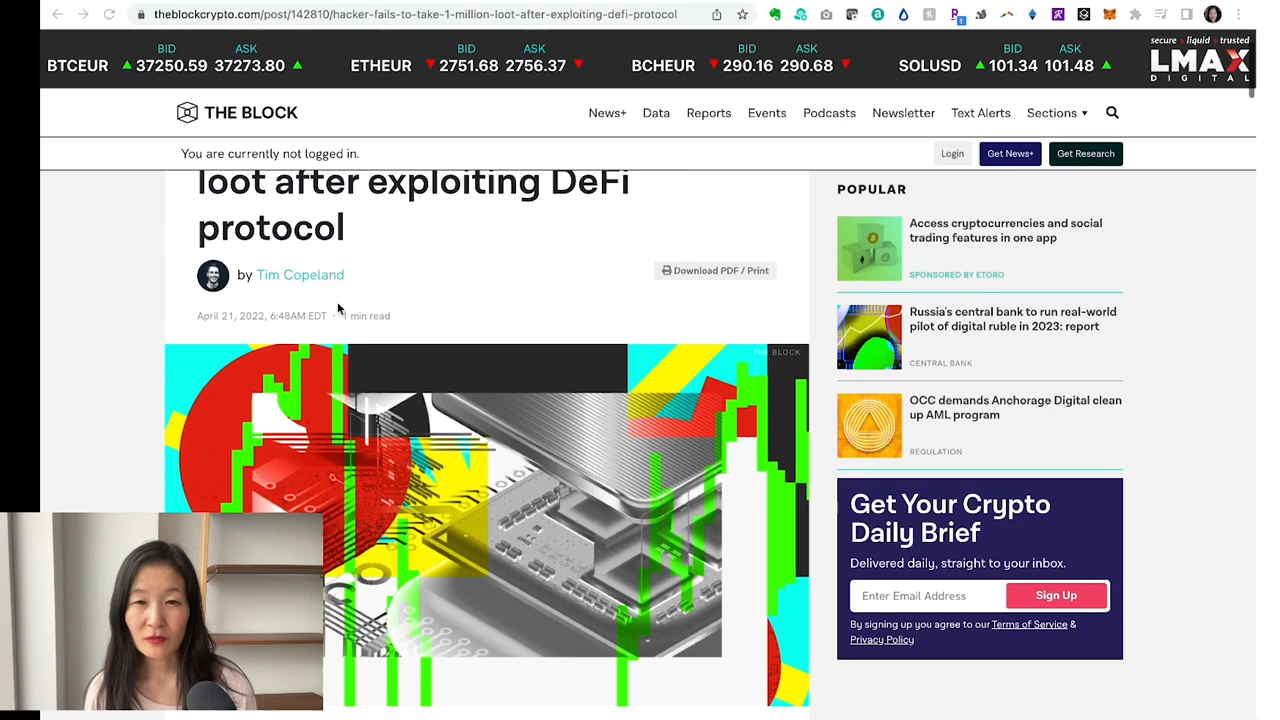 theblockcrypto.com/post/142810/hacker-fails-to-take-1-million-loot-after-exploiting-defi-protocol
BID ASK
BTCEUR 37250.59 37273.80
BID ASK
ETHEUR 2751.68 2756.37
BID ASK
BCHEUR 290.16 290.68
BID ASK
SOLUSD 101.34 101.48
secure liquid trusted
LMAX
DIGITAL
THE BLOCK
News+ Data Reports Events Podcasts Newsletter Text Alerts Sections
You are currently not logged in.
Login Get News+ Get Research
loot after exploiting DeFi
protocol
by Tim Copeland
Download PDF / Print
April 21, 2022, 6:48AM EDT · 1 min read
THE BLOCK
POPULAR
Access cryptocurrencies and social
trading features in one app
SPONSORED BY ETORO
Russia's central bank to run real-world
pilot of digital ruble in 2023: report
CENTRAL BANK
OCC demands Anchorage Digital clean
up AML program
REGULATION
Get Your Crypto
Daily Brief
Delivered daily, straight to your inbox.
Enter Email Address Sign Up
By signing up you agree to our Terms of Service &
Privacy Policy